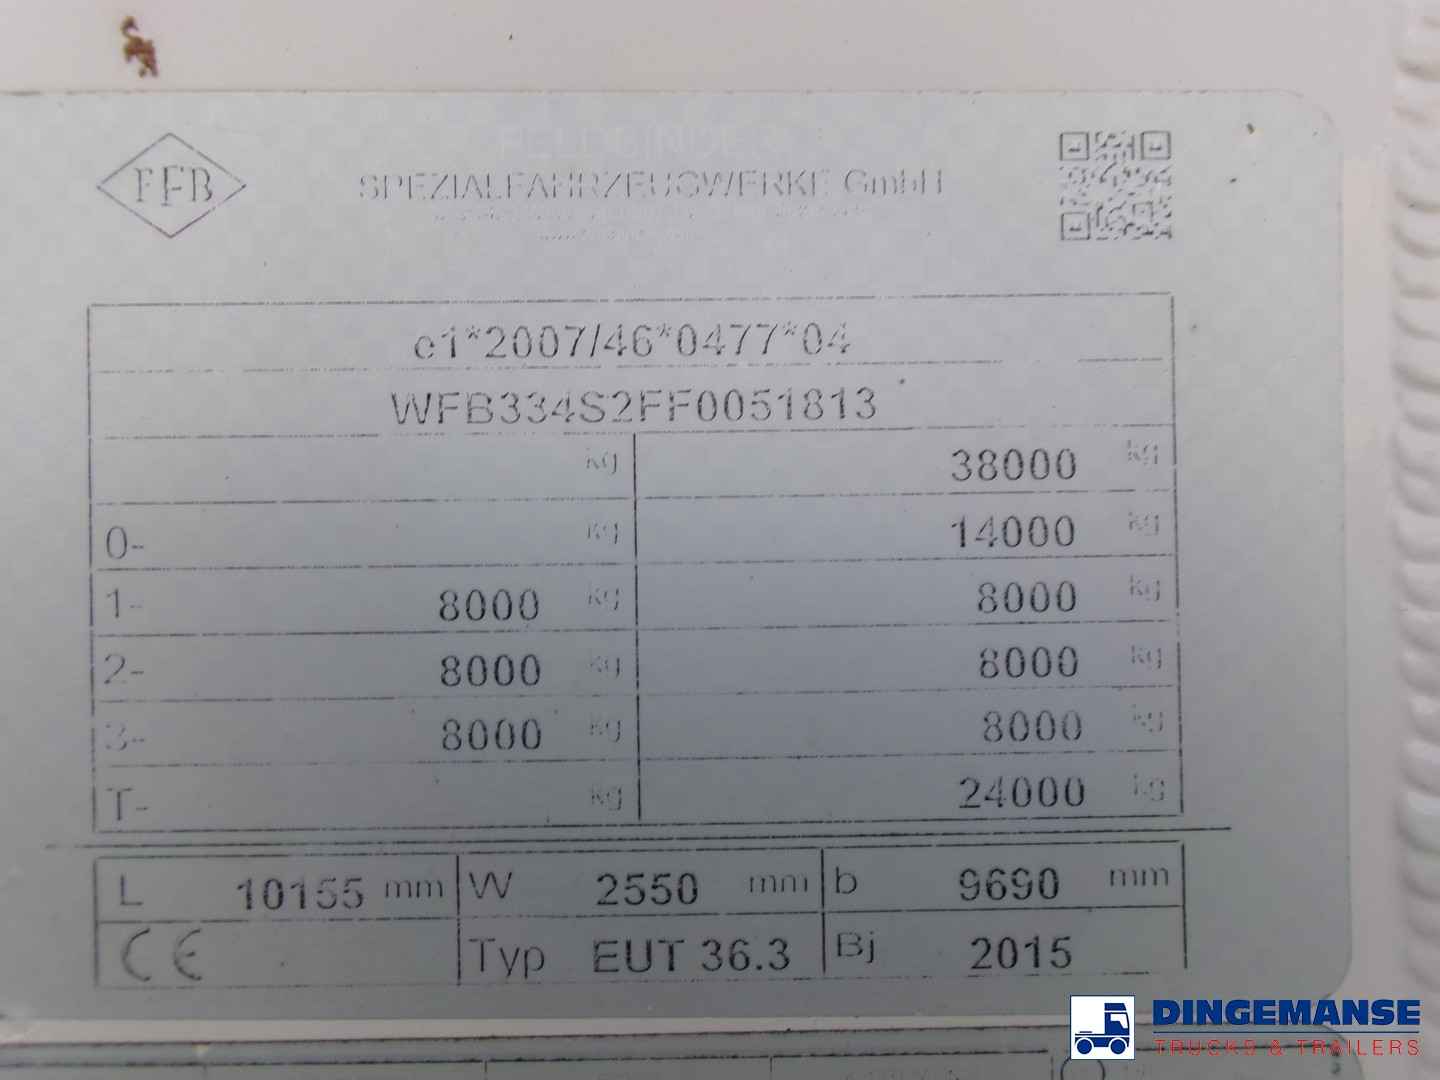 FFB
FELDBINDER
SPEZIALFAHRZEUGWERKE GmbH
e1*2007/46*0477*04
WFB334S2FF0051813
kg 38000 kg
0- kg 14000 kg
1- 8000 kg 8000 kg
2- 8000 kg 8000 kg
3- 8000 kg 8000 kg
T- kg 24000 kg
L 10155 mm W 2550 mm b 9690 mm
CE Typ EUT 36.3 Bj 2015
DINGEMANSE
TRUCKS & TRAILERS